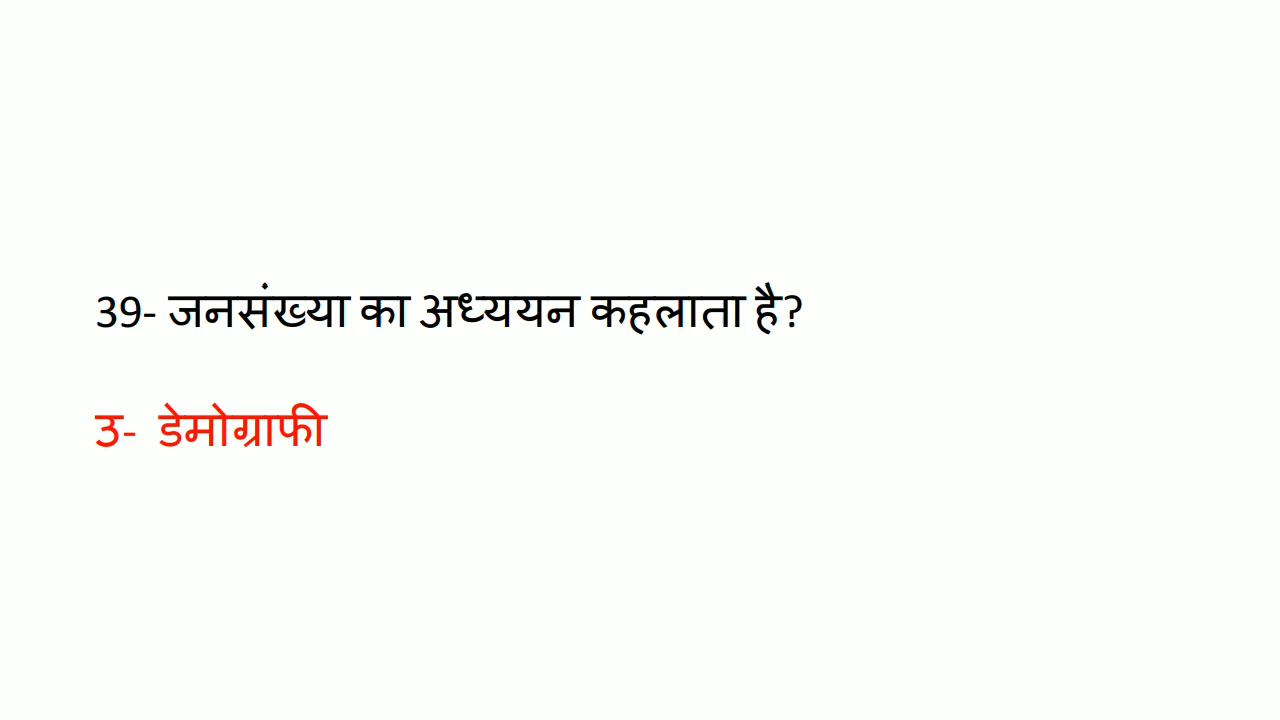 39- जनसंख्या का अध्ययन कहलाता है?
उ- डेमोग्राफी